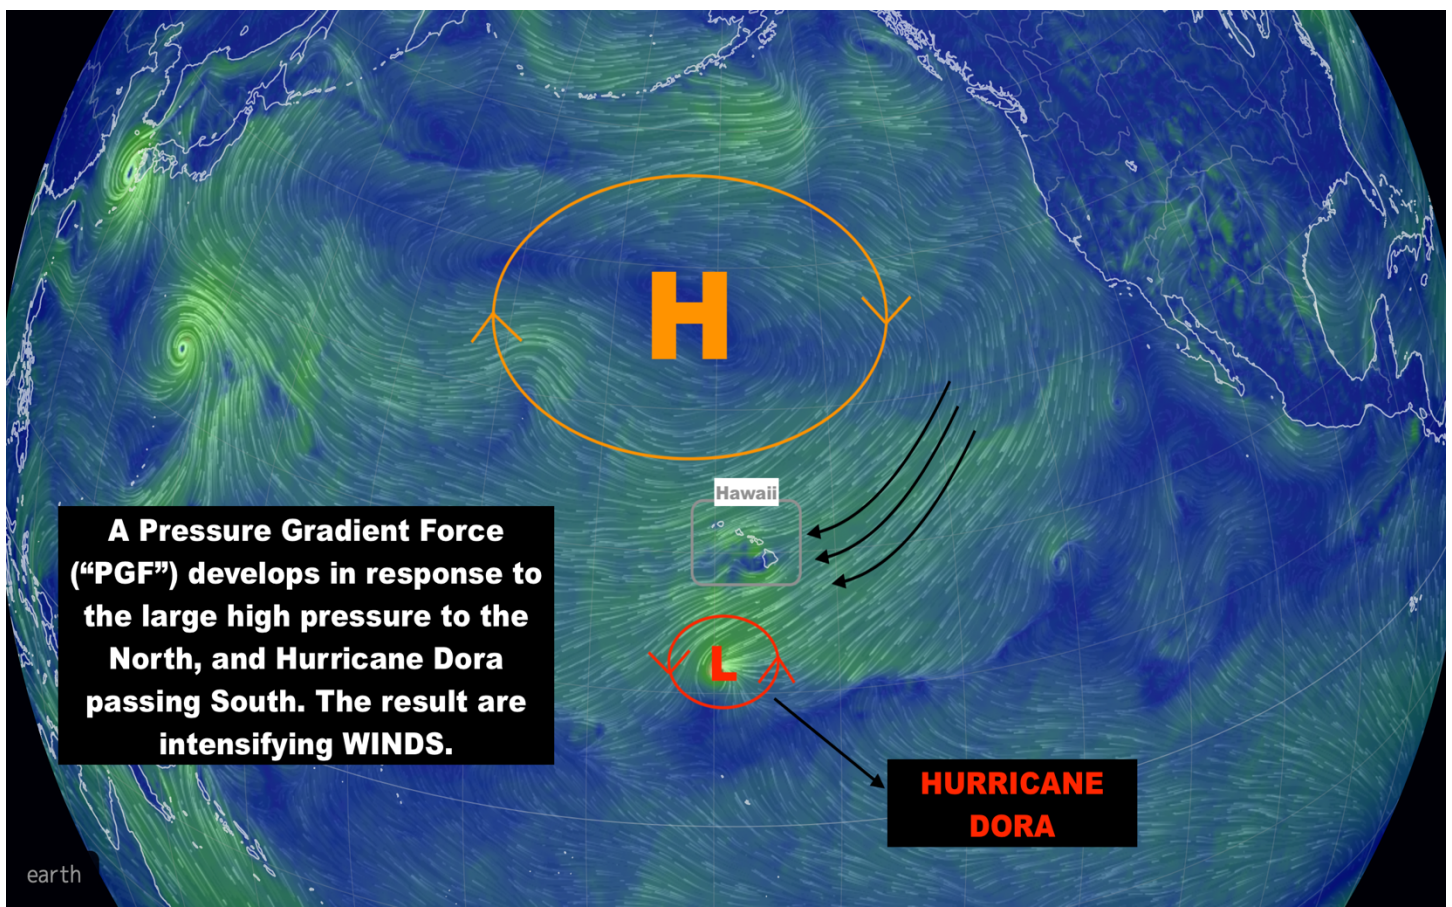 H
Hawaii
A Pressure Gradient Force
(“PGF”) develops in response to
the large high pressure to the
North, and Hurricane Dora
passing South. The result are
intensifying WINDS.
L
HURRICANE
DORA
earth